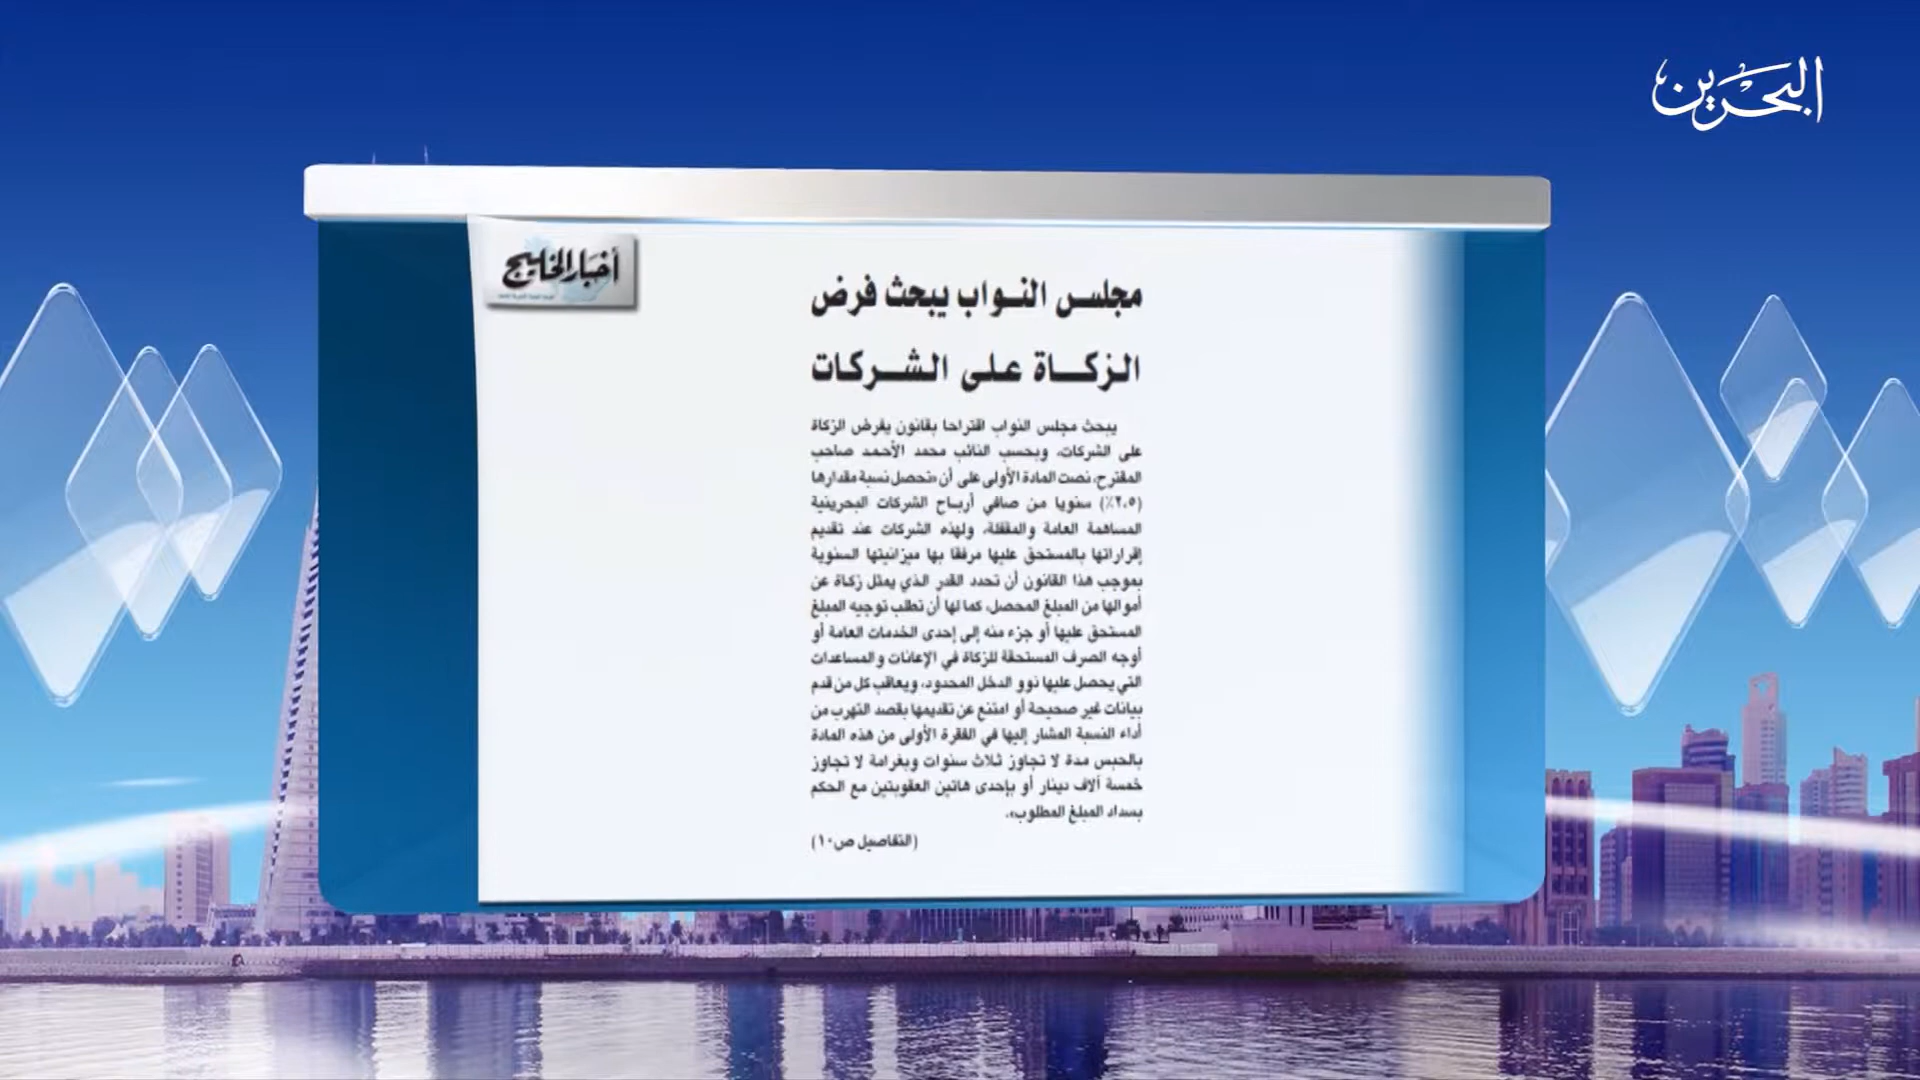 البحرين
أخبار الخليج
مجلس النواب يبحث فرض
الزكاة على الشركات
يبحث مجلس النواب اقتراحا بقانون يفرض الزكاة
على الشركات، وبحسب النائب محمد الأحمد صاحب
المقترح، نصت المادة الأولى على أن «تحصل نسبة مقدارها
(٢٫٥٪) سنويا من صافي أرباح الشركات البحرينية
المساهمة العامة والمقفلة، ولهذه الشركات عند تقديم
إقراراتها بالمستحق عليها مرفقا بها ميزانيتها السنوية
بموجب هذا القانون أن تحدد القدر الذي يمثل زكاة عن
أموالها من المبلغ المحصل، كما لها أن تطلب توجيه المبلغ
المستحق عليها أو جزء منه إلى إحدى الخدمات العامة أو
أوجه الصرف المستحقة للزكاة في الإعانات والمساعدات
التي يحصل عليها ذوو الدخل المحدود، ويعاقب كل من قدم
بيانات غير صحيحة أو امتنع عن تقديمها بقصد التهرب من
أداء النسبة المشار إليها في الفقرة الأولى من هذه المادة
بالحبس مدة لا تجاوز ثلاث سنوات وبغرامة لا تجاوز
خمسة آلاف دينار أو بإحدى هاتين العقوبتين مع الحكم
بسداد المبلغ المطلوب».
(التفاصيل ص١٠)